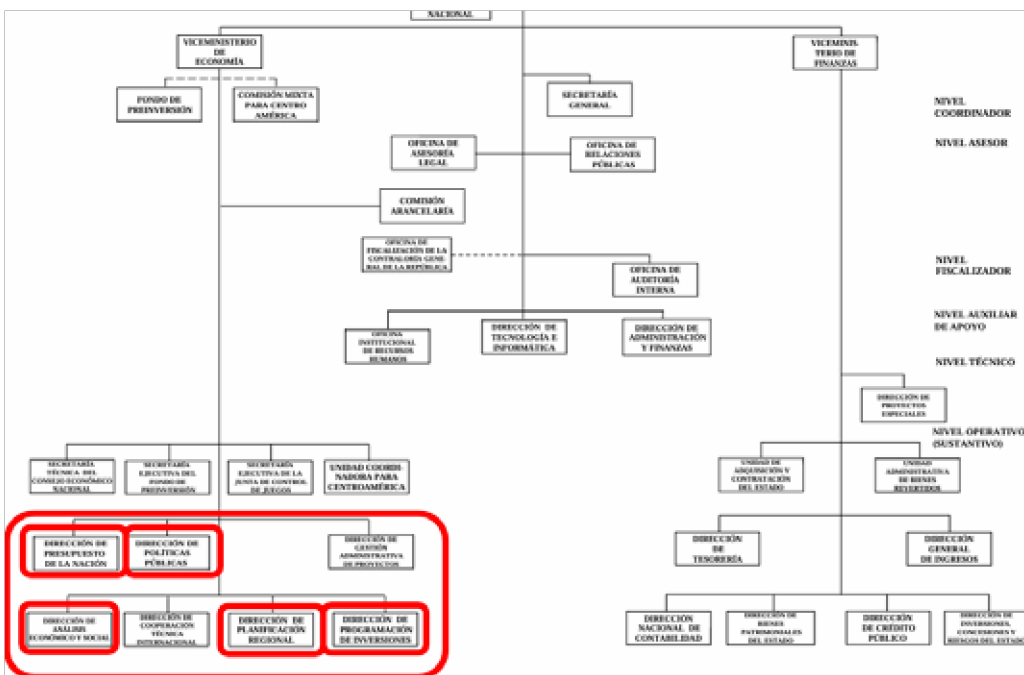 NACIONAL
VICEMINISTERIO
DE
ECONOMÍA
VICEMINIS
TERIO DE
FINANZAS
FONDO DE
PREINVERSIÓN
COMISIÓN MIXTA
PARA CENTRO
AMÉRICA
SECRETARÍA
GENERAL
NIVEL
COORDINADOR
OFICINA DE
ASESORÍA
LEGAL
OFICINA DE
RELACIONES
PÚBLICAS
NIVEL ASESOR
COMISIÓN
ARANCELARÍA
OFICINA DE
FISCALIZACIÓN DE LA
CONTRALORÍA GENE
RAL DE LA REPÚBLICA
OFICINA DE
AUDITORÍA
INTERNA
NIVEL
FISCALIZADOR
NIVEL AUXILIAR
DE APOYO
OFICINA
INSTITUCIONAL
DE RECURSOS
HUMANOS
DIRECCIÓN DE
TECNOLOGÍA E
INFORMÁTICA
DIRECCIÓN DE
ADMINISTRACIÓN
Y FINANZAS
NIVEL TÉCNICO
DIRECCIÓN DE
PROYECTOS
ESPECIALES
NIVEL OPERATIVO
(SUSTANTIVO)
SECRETARÍA
TÉCNICA DEL
CONSEJO ECONÓMICO
NACIONAL
SECRETARÍA
EJECUTIVA DEL
FONDO DE
PREINVERSIÓN
SECRETARÍA
EJECUTIVA DE LA
JUNTA DE CONTROL
DE JUEGOS
UNIDAD COORDI-
NADORA PARA
CENTROAMÉRICA
UNIDAD DE
ADQUISICIÓN Y
CONTRATACIÓN
DEL ESTADO
UNIDAD
ADMINISTRATIVA
DE BIENES
REVERTIDOS
DIRECCIÓN DE
PRESUPUESTO
DE LA NACIÓN
DIRECCIÓN DE
POLÍTICAS
PÚBLICAS
DIRECCIÓN DE
GESTIÓN
ADMINISTRATIVA
DE PROYECTOS
DIRECCIÓN
DE
TESORERÍA
DIRECCIÓN
GENERAL
DE INGRESOS
DIRECCIÓN DE
ANÁLISIS
ECONÓMICO Y SOCIAL
DIRECCIÓN DE
COOPERACIÓN
TÉCNICA
INTERNACIONAL
DIRECCIÓN DE
PLANIFICACIÓN
REGIONAL
DIRECCIÓN DE
PROGRAMACIÓN
DE INVERSIONES
DIRECCIÓN
NACIONAL DE
CONTABILIDAD
DIRECCIÓN DE
BIENES
PATRIMONIALES
DEL ESTADO
DIRECCIÓN
DE CRÉDITO
PÚBLICO
DIRECCIÓN DE
INVERSIONES,
CONCESIONES Y
RIESGOS DEL ESTADO